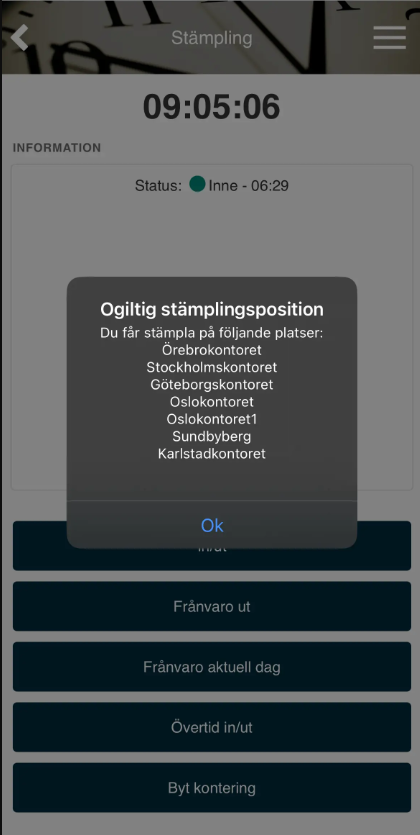 Stämpling
09:05:06
INFORMATION
Status: Inne - 06:29
Ogiltig stämplingsposition
Du får stämpla på följande platser:
Örebrokontoret
Stockholmskontoret
Göteborgskontoret
Oslokontoret
Oslokontoret1
Sundbyberg
Karlstadkontoret
Ok
In/ut
Frånvaro ut
Frånvaro aktuell dag
Övertid in/ut
Byt kontering